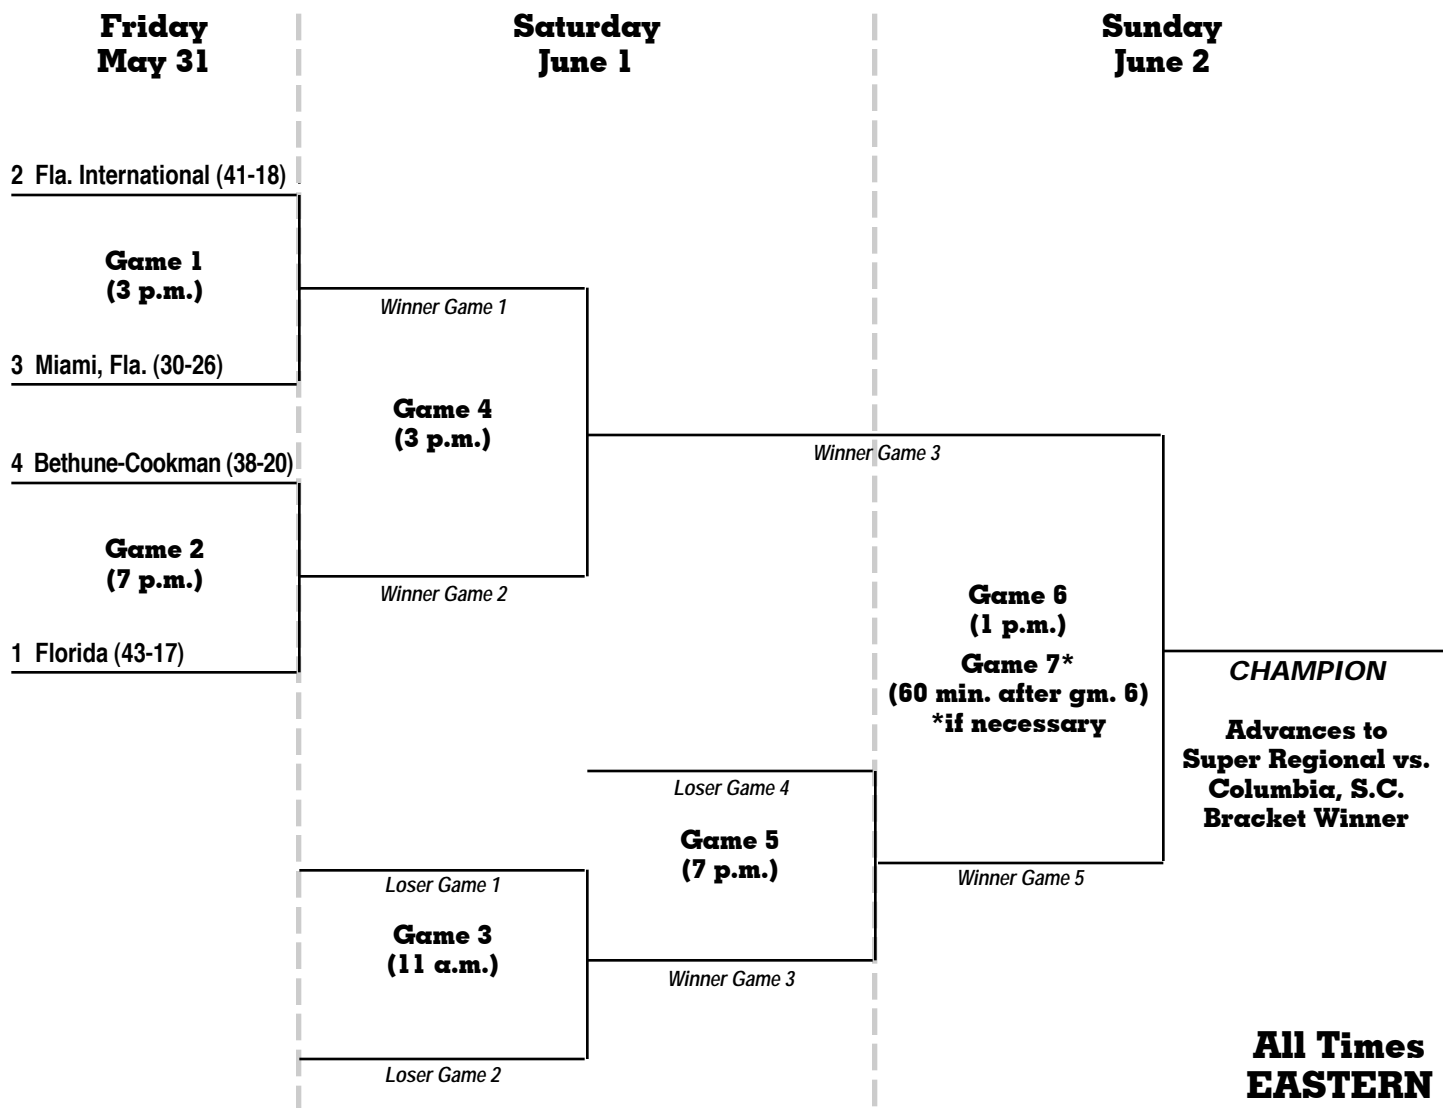 Friday
May 31
Saturday
June 1
Sunday
June 2
2 Fla. International (41-18)
Game 1
(3 p.m.)
3 Miami, Fla. (30-26)
4 Bethune-Cookman (38-20)
Game 2
(7 p.m.)
1 Florida (43-17)
Winner Game 1
Game 4
(3 p.m.)
Winner Game 2
Winner Game 3
Loser Game 1
Game 3
(11 a.m.)
Loser Game 2
Loser Game 4
Game 5
(7 p.m.)
Winner Game 3
Game 6
(1 p.m.)
Game 7*
(60 min. after gm. 6)
*if necessary
Winner Game 5
CHAMPION
Advances to
Super Regional vs.
Columbia, S.C.
Bracket Winner
All Times
EASTERN